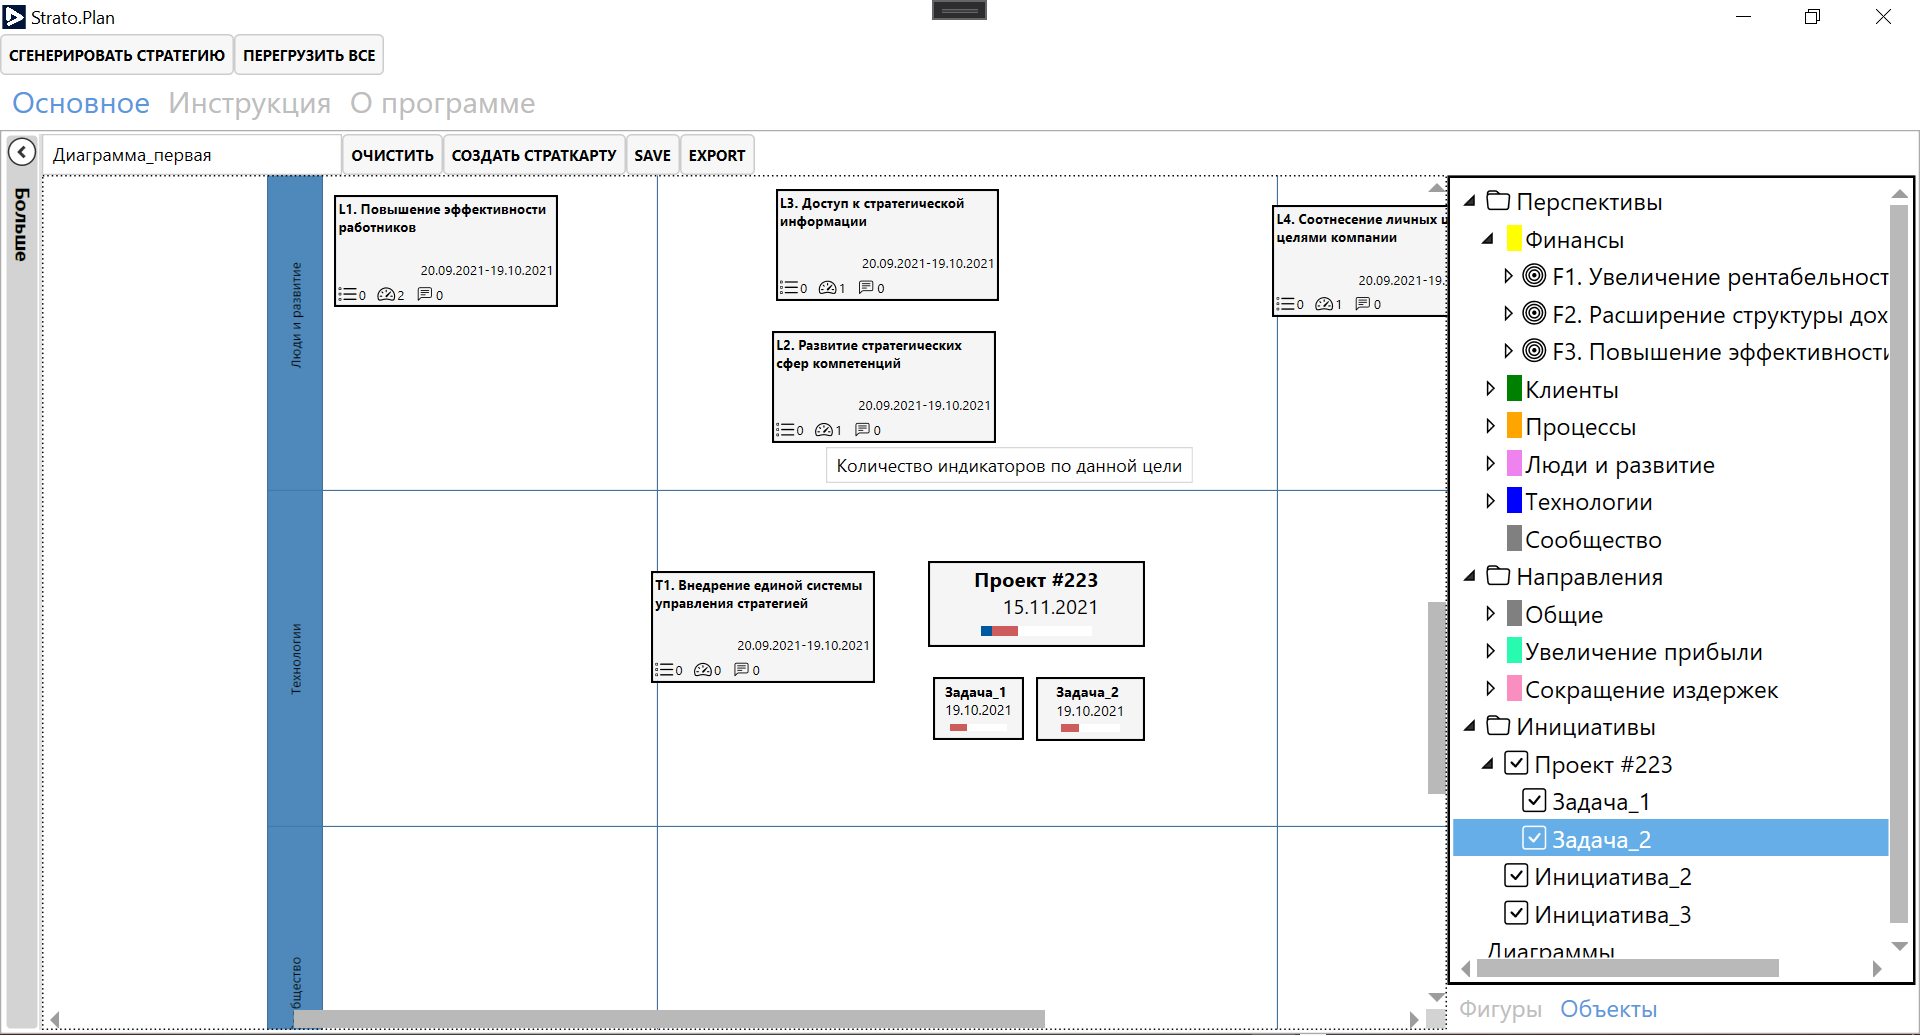 Strato.Plan
СГЕНЕРИРОВАТЬ СТРАТЕГИЮ ПЕРЕГРУЗИТЬ ВСЕ
Основное Инструкция О программе
Больше
Диаграмма_первая ОЧИСТИТЬ СОЗДАТЬ СТРАТКАРТУ SAVE EXPORT
Люди и развитие
L1. Повышение эффективности
работников
20.09.2021-19.10.2021
0 2 0
L3. Доступ к стратегической
информации
20.09.2021-19.10.2021
0 1 0
L4. Соотнесение личных ц
целями компании
20.09.2021-19.
0 1 0
L2. Развитие стратегических
сфер компетенций
20.09.2021-19.10.2021
0 1 0
Количество индикаторов по данной цели
Технологии
T1. Внедрение единой системы
управления стратегией
20.09.2021-19.10.2021
0 0 0
Проект #223
15.11.2021
Задача_1
19.10.2021
Задача_2
19.10.2021
бщество
Перспективы
Финансы
F1. Увеличение рентабельност
F2. Расширение структуры дох
F3. Повышение эффективности
Клиенты
Процессы
Люди и развитие
Технологии
Сообщество
Направления
Общие
Увеличение прибыли
Сокращение издержек
Инициативы
Проект #223
Задача_1
Задача_2
Инициатива_2
Инициатива_3
Диаграммы
Фигуры Объекты